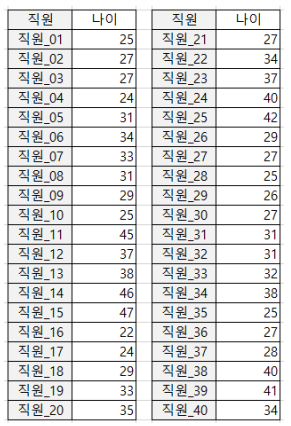 직원 나이 직원 나이
직원_01 25 직원_21 27
직원_02 27 직원_22 34
직원_03 27 직원_23 37
직원_04 24 직원_24 40
직원_05 31 직원_25 42
직원_06 34 직원_26 29
직원_07 33 직원_27 27
직원_08 31 직원_28 25
직원_09 29 직원_29 26
직원_10 25 직원_30 27
직원_11 45 직원_31 31
직원_12 37 직원_32 31
직원_13 38 직원_33 32
직원_14 46 직원_34 38
직원_15 47 직원_35 25
직원_16 22 직원_36 27
직원_17 24 직원_37 28
직원_18 29 직원_38 40
직원_19 33 직원_39 41
직원_20 35 직원_40 34